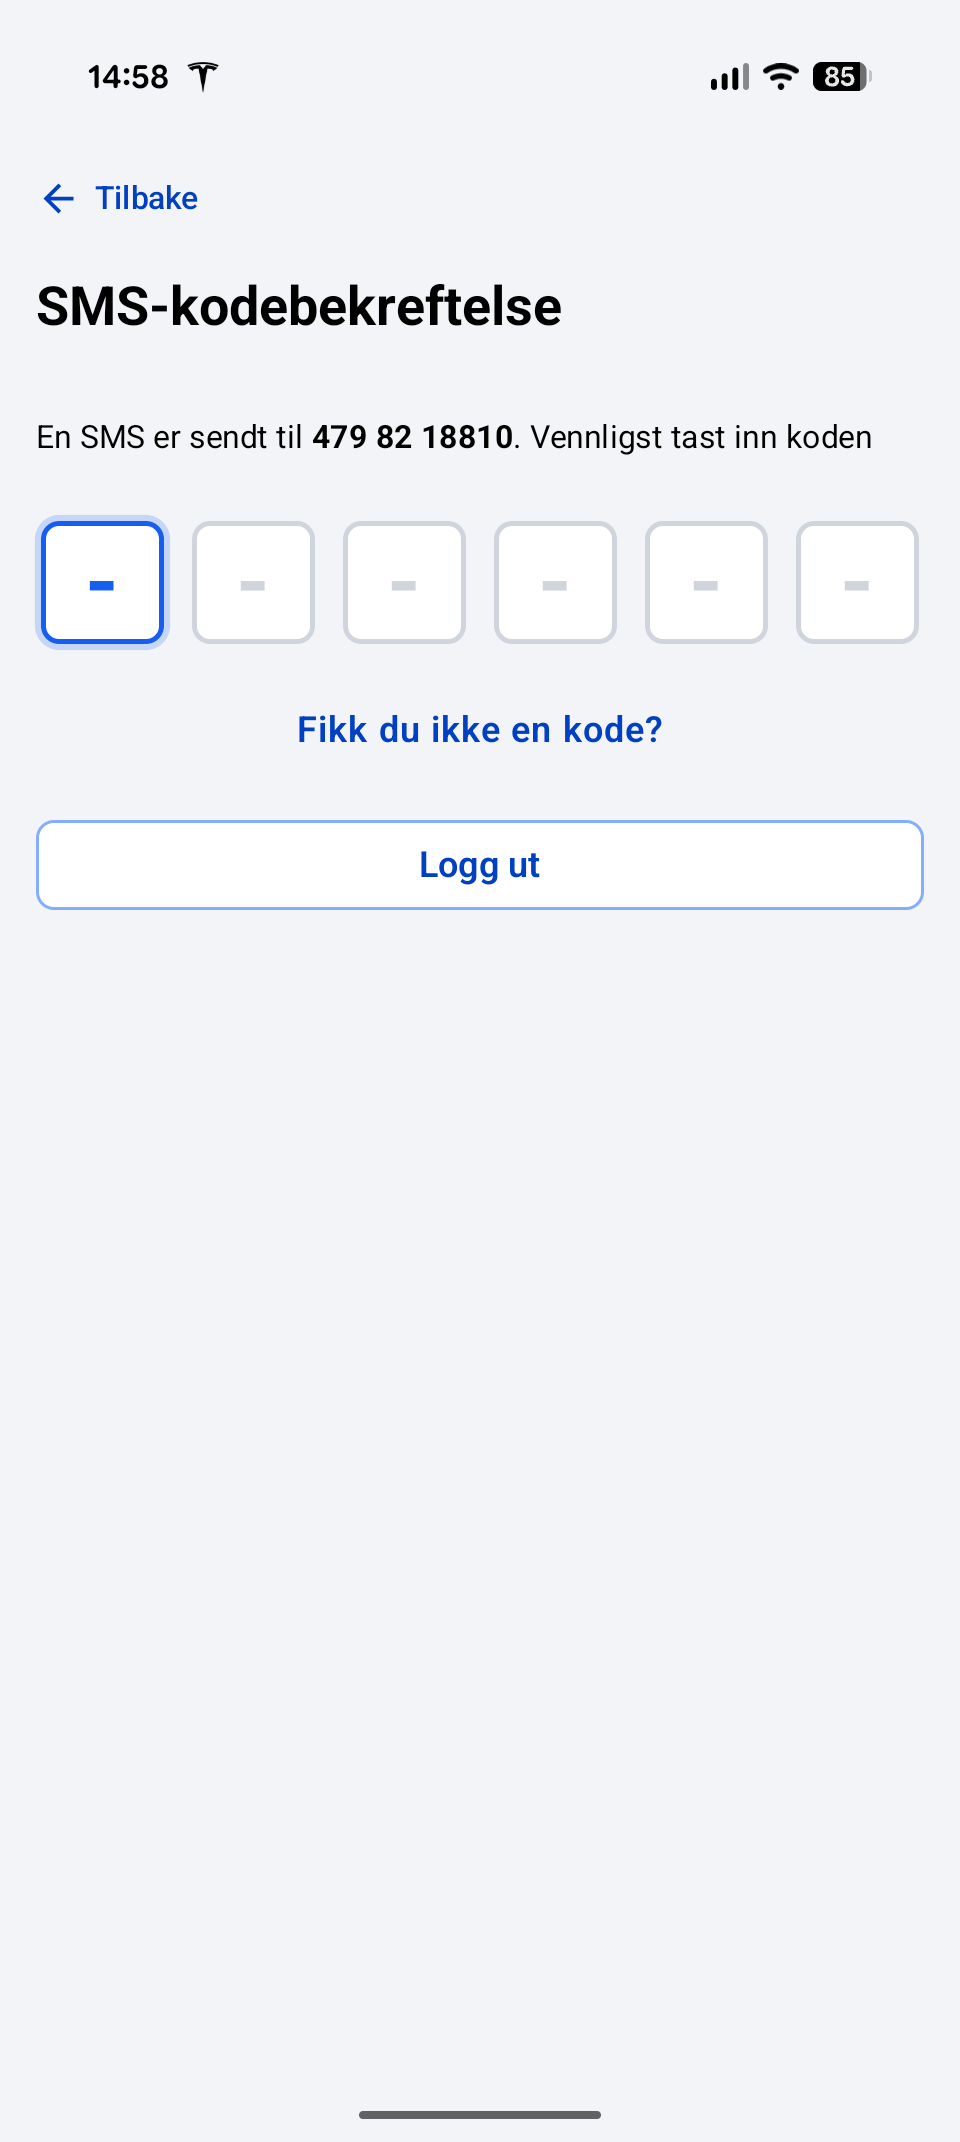 14:58
85
Tilbake
SMS-kodebekreftelse
En SMS er sendt til 479 82 18810. Vennligst tast inn koden
- - - - - -
Fikk du ikke en kode?
Logg ut